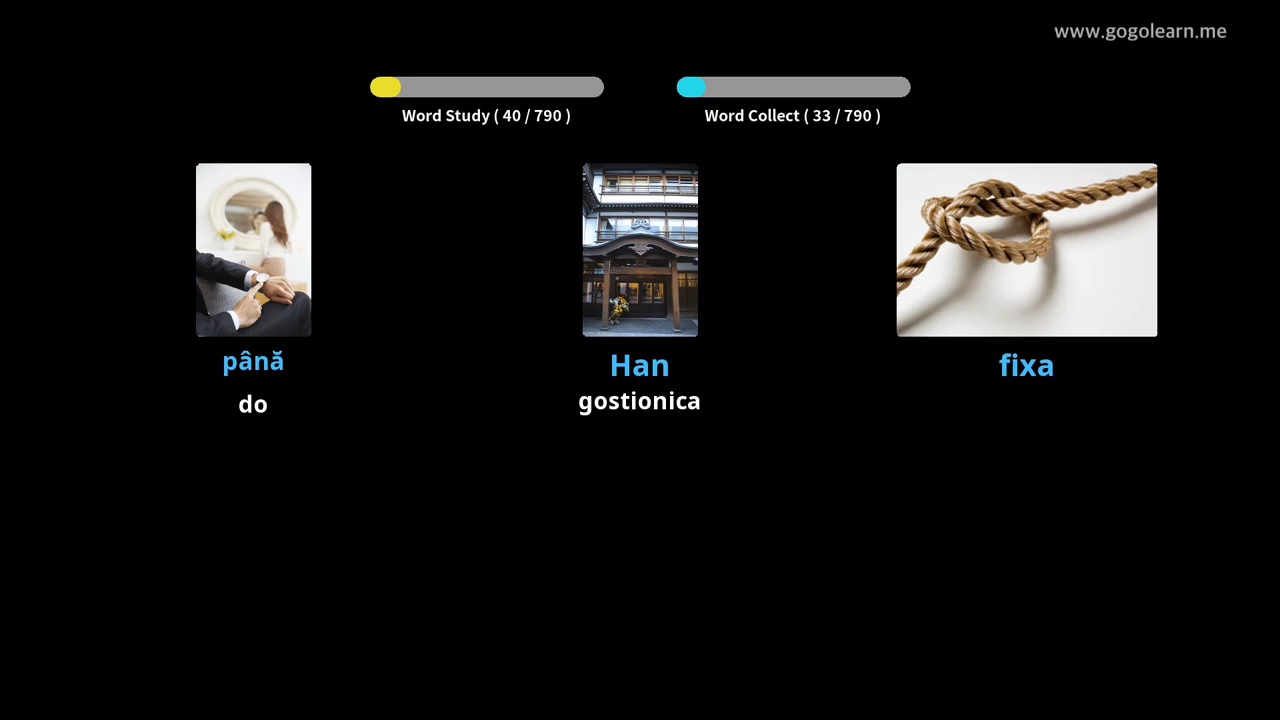 www.gogolearn.me
Word Study ( 40 / 790 )
Word Collect ( 33 / 790 )
până
do
Han
gostionica
fixa